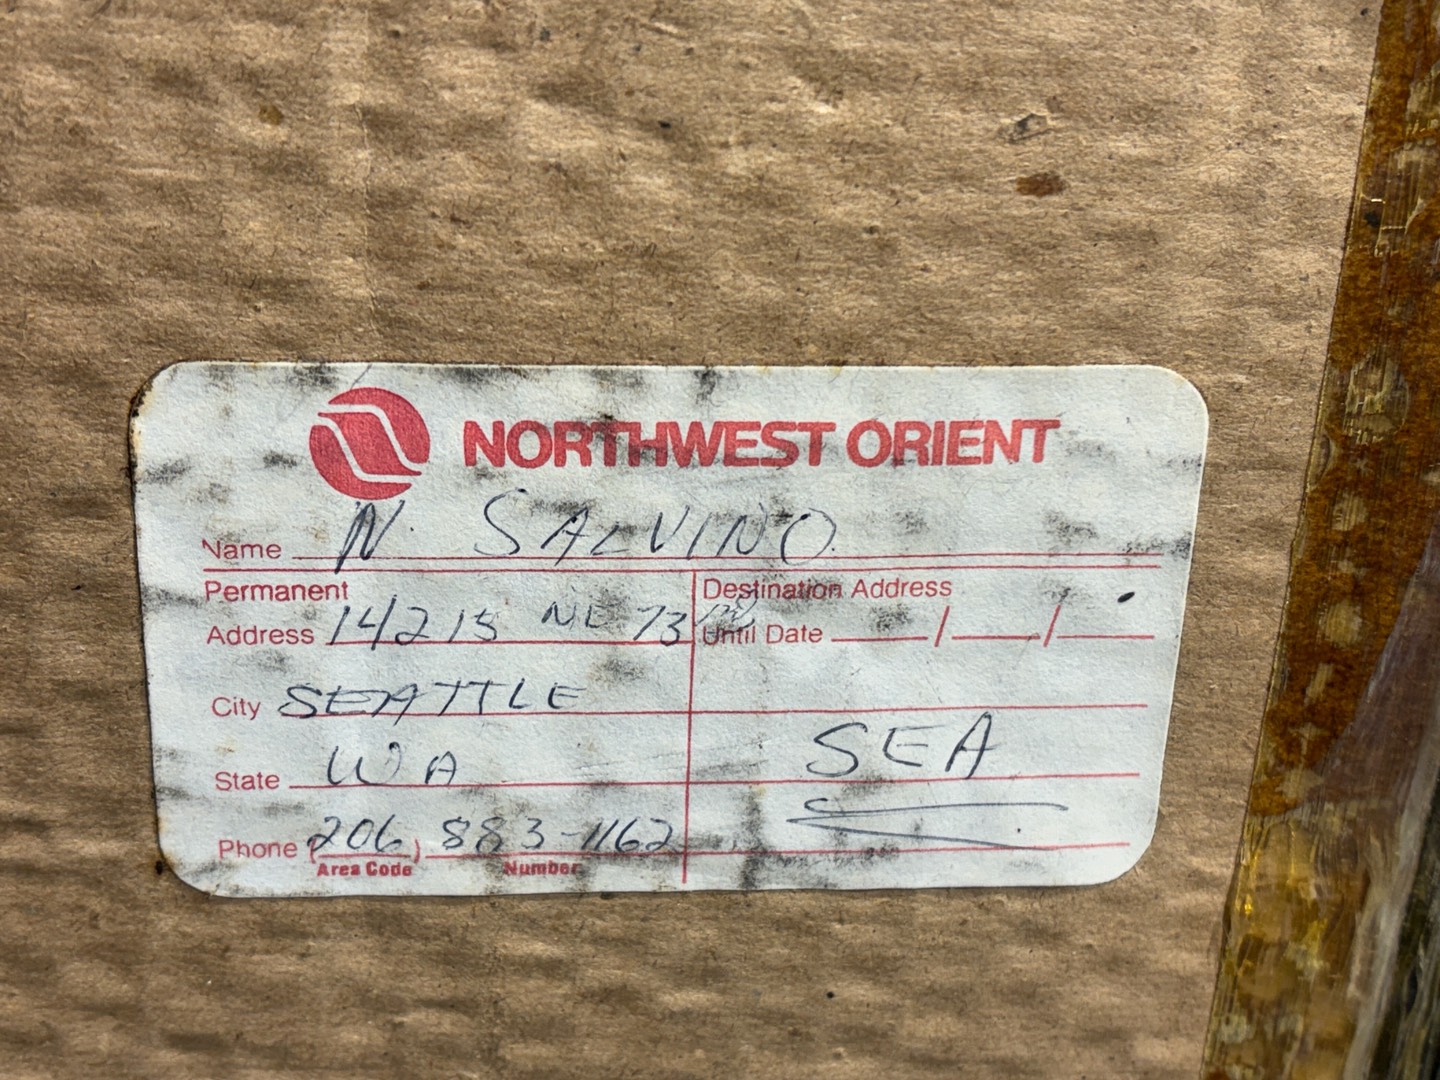 NORTHWEST ORIENT
Name N. SALVINO
Permanent
Address 14215 NE 73rd
City SEATTLE
State WA
Phone (206) 883-1162
Area Code Number
Destination Address
Until Date / /
SEA